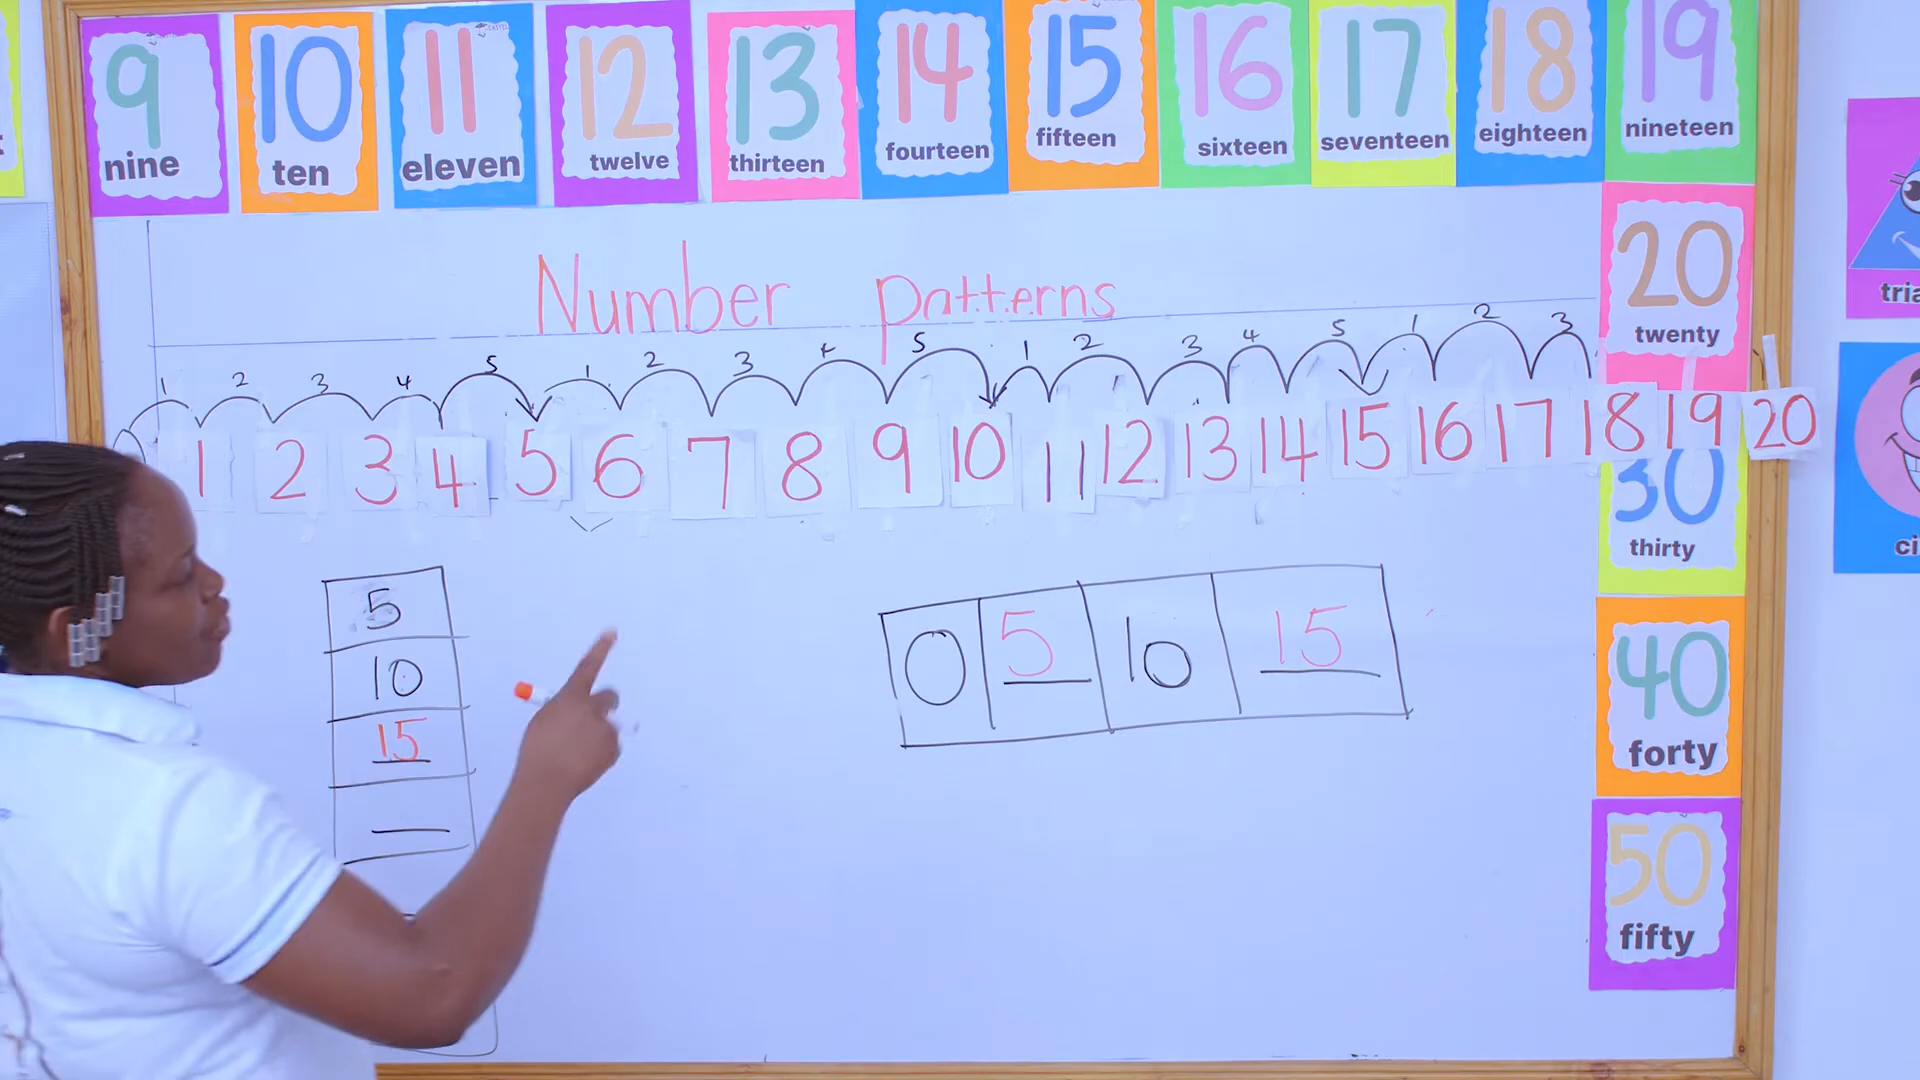 9 10 11 12 13 14 15 16 17 18 19
nine ten eleven twelve thirteen fourteen fifteen sixteen seventeen eighteen nineteen
20
twenty
Number patterns
1 2 3 4 5 1 2 3 4 5 1 2 3 4 5 1 2 3
1 2 3 4 5 6 7 8 9 10 11 12 13 14 15 16 17 18 19 20
30
thirty
5
10
15
0 5 10 15
40
forty
50
fifty